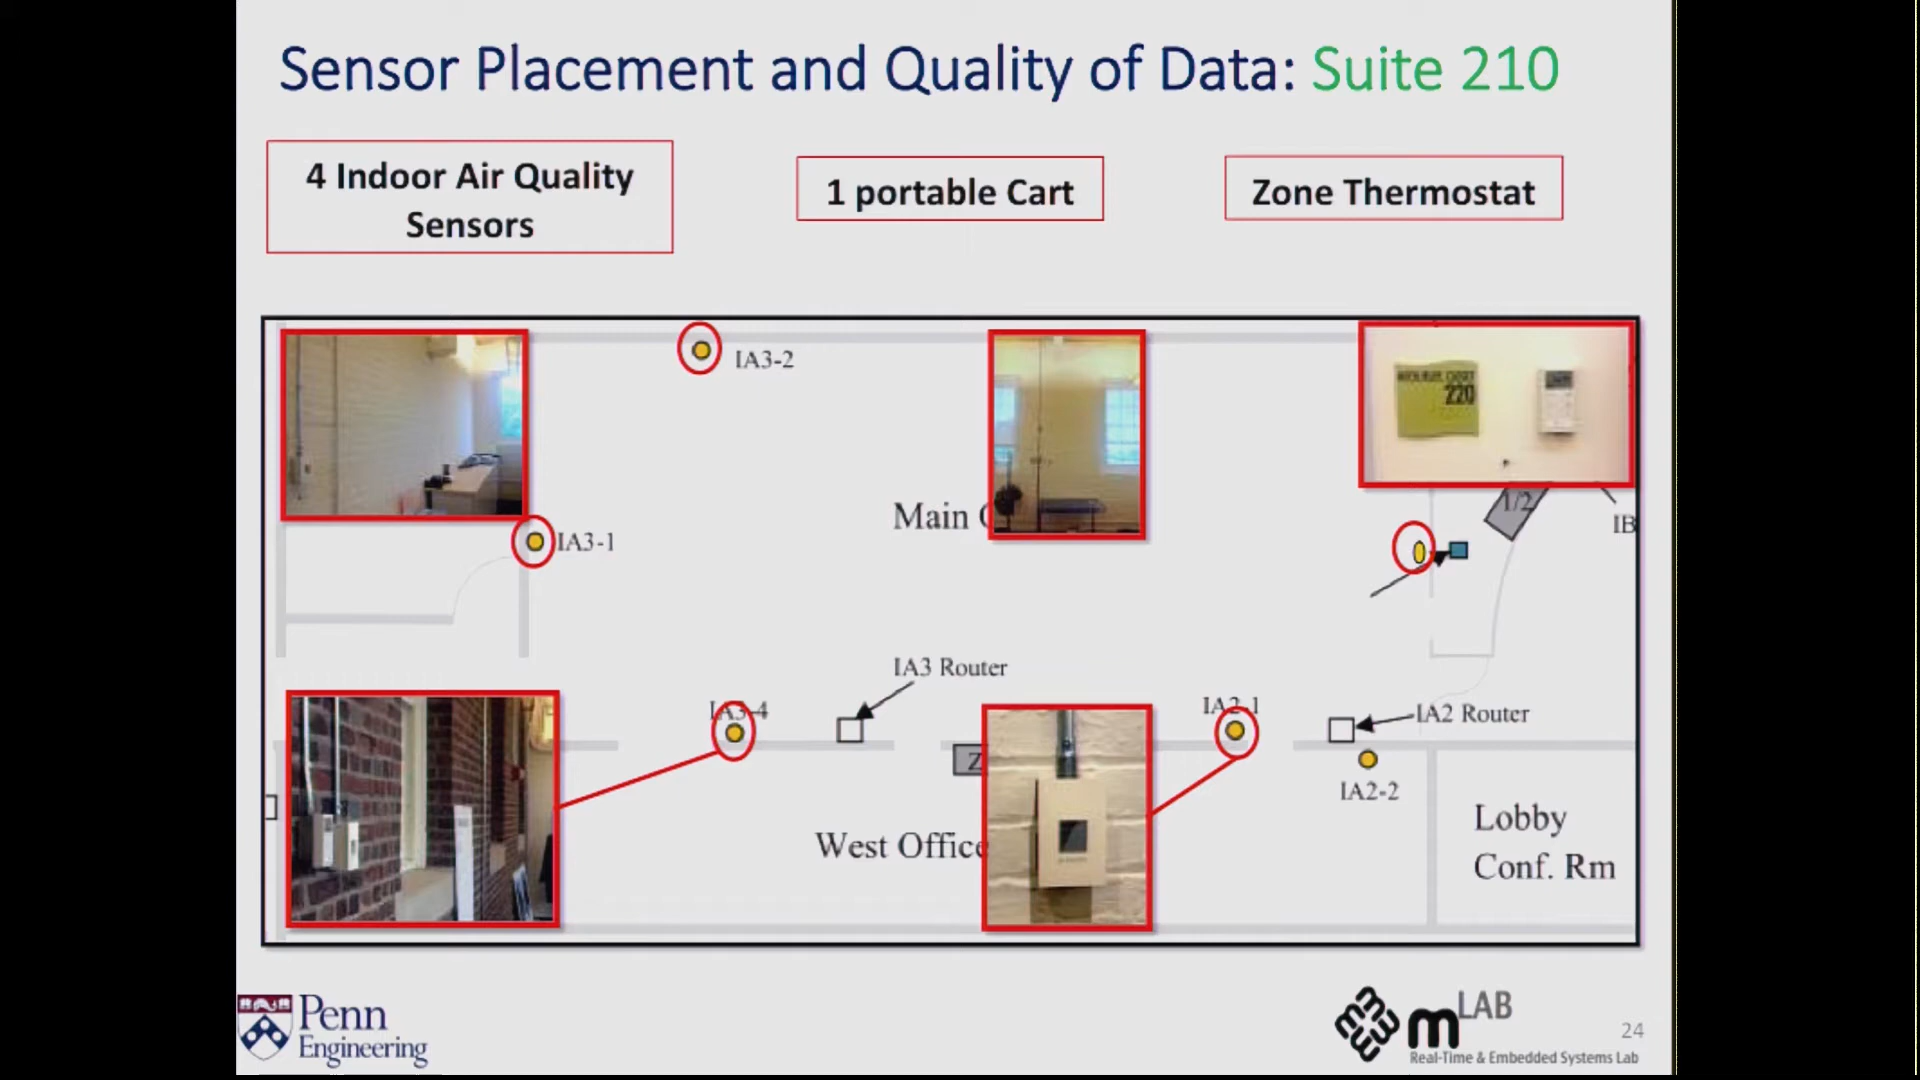 Sensor Placement and Quality of Data: Suite 210
4 Indoor Air Quality
Sensors
1 portable Cart
Zone Thermostat
IA3-2
220
Main
1/2
IB
IA3-1
IA3 Router
IA3-4
IA2-1
IA2 Router
Z
IA2-2
West Office
Lobby
Conf. Rm
Penn
Engineering
mLAB
Real-Time & Embedded Systems Lab
24